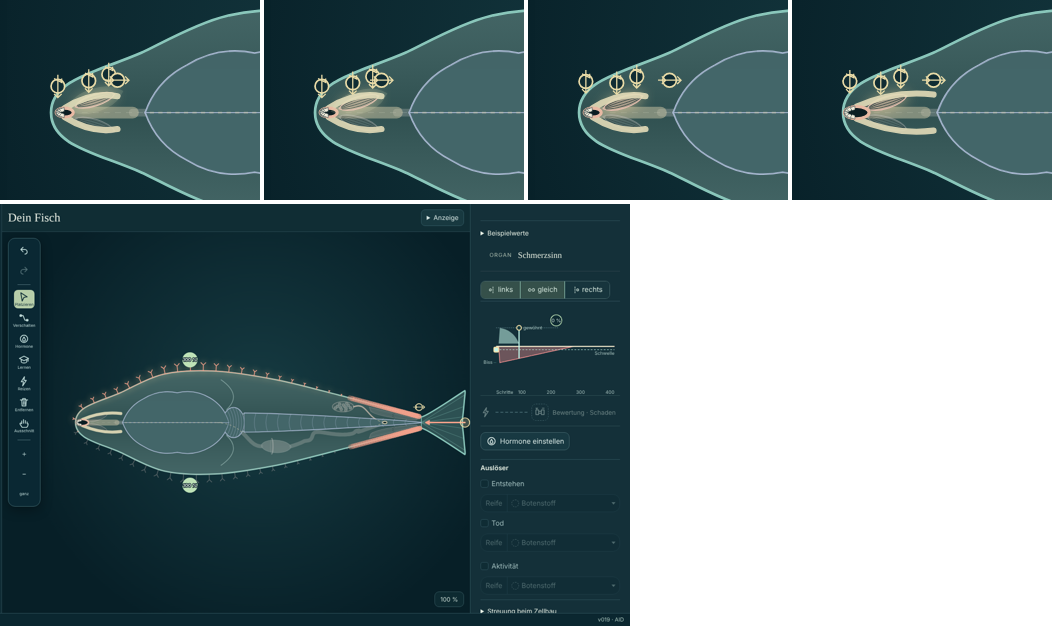 Dein Fisch
▸ Anzeige
▸ Beispielwerte
ORGAN Schmerzsinn
links gleich rechts
gewöhnt
Schwelle
Biss
Schritte 100 200 300 400
Bewertung · Schaden
Hormone einstellen
Auslöser
Entstehen
Reife Botenstoff
Tod
Reife Botenstoff
Aktivität
Reife Botenstoff
▸ Streuung beim Zellbau
Platzieren
Verschalten
Hormone
Lernen
Reizen
Entfernen
Ausschnitt
+
−
ganz
100 %
v019 · AIO